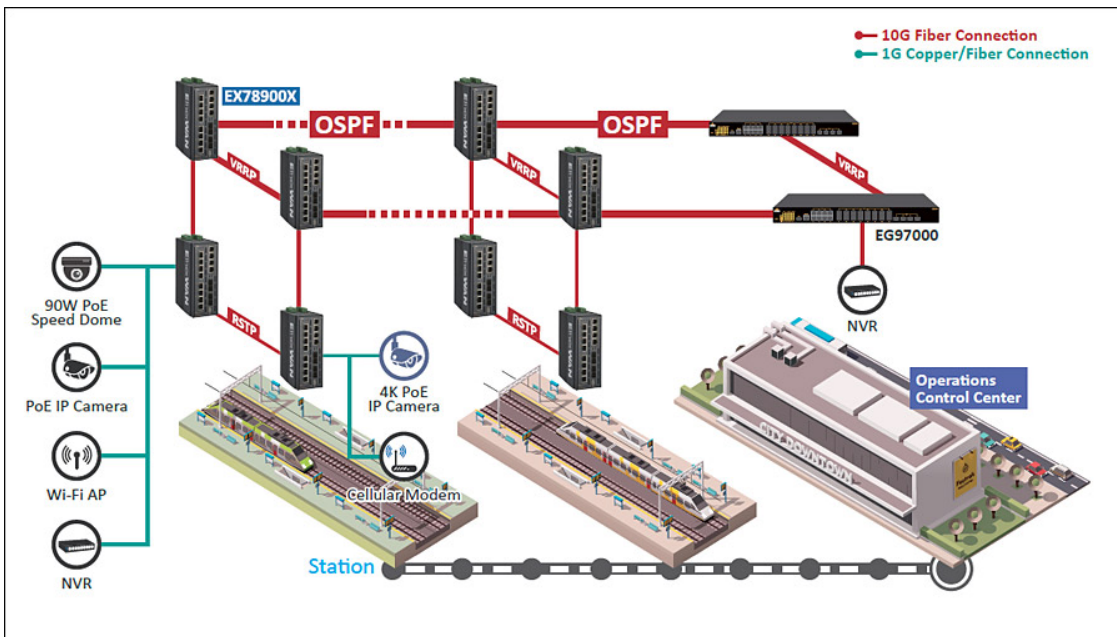 10G Fiber Connection
1G Copper/Fiber Connection
EX78900X
OSPF
OSPF
VRRP
VRRP
VRRP
EG97000
90W PoE
Speed Dome
RSTP
RSTP
NVR
PoE IP Camera
4K PoE
IP Camera
Operations
Control Center
CITY DOWNTOWN
Wi-Fi AP
Cellular Modem
NVR
Station